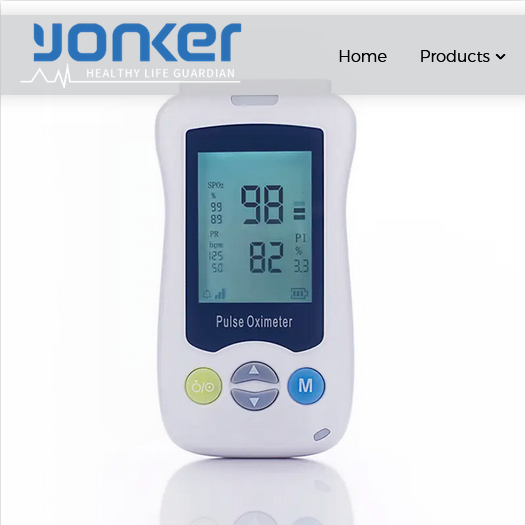 yonker
HEALTHY LIFE GUARDIAN
Home
Products
SPO2
%
99
89
98
PR
bpm
125
50
82
PI
%
3.3
Pulse Oximeter
M